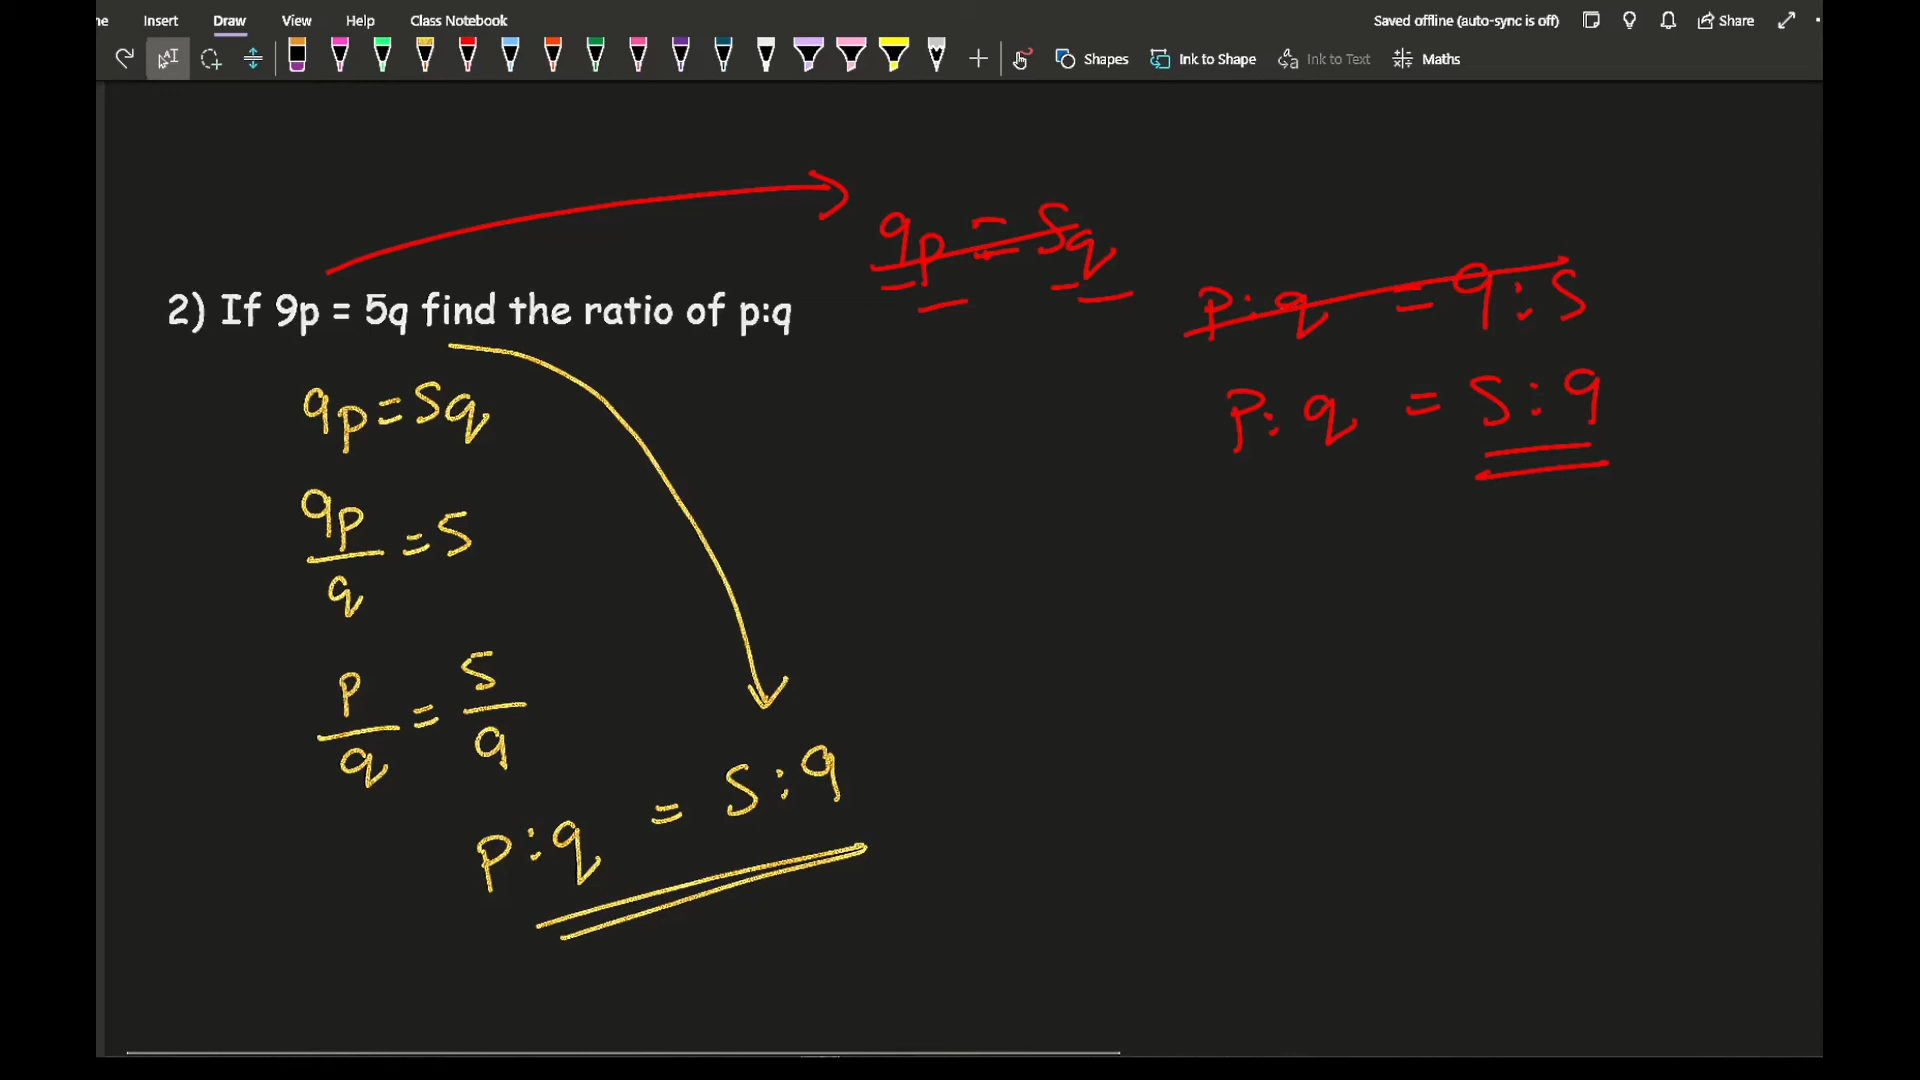 Insert Draw View Help Class Notebook
Saved offline (auto-sync is off) Share
Shapes Ink to Shape Ink to Text Maths
9p = 5q
2) If 9p = 5q find the ratio of p:q
p:q = 9:5
p:q = 5:9
9p = 5q
9p/q = 5
p/q = 5/9
p:q = 5:9